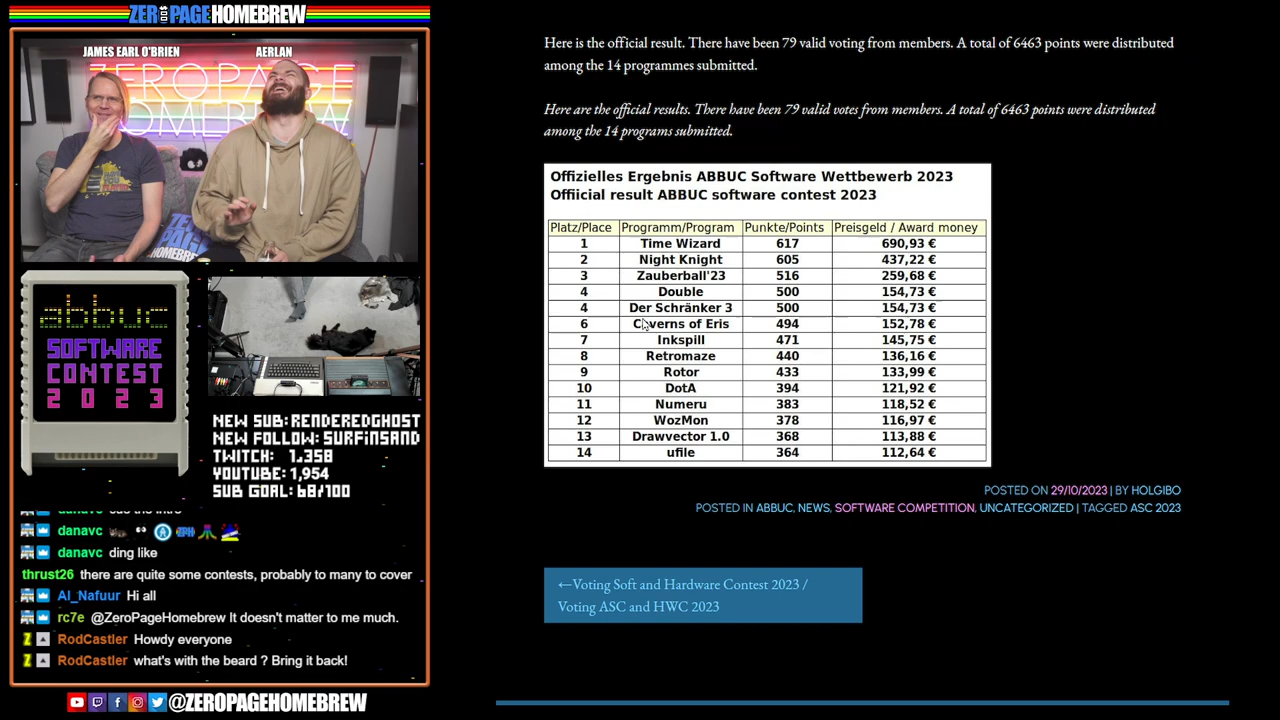 ZEROPAGEHOMEBREW
JAMES EARL O'BRIEN
AERLAN
ZEROPAGE
HOMEBREW
abbuc
SOFTWARE
CONTEST
2023
NEW SUB: RENDEREDGHOST
NEW FOLLOW: SURFINSAND
TWITCH: 1,358
YOUTUBE: 1,954
SUB GOAL: 68/100
danavc
danavc ding like
thrust26 there are quite some contests, probably to many to cover
Al_Nafuur Hi all
rc7e @ZeroPageHomebrew It doesn't matter to me much.
RodCastler Howdy everyone
RodCastler what's with the beard ? Bring it back!
@ZEROPAGEHOMEBREW
Here is the official result. There have been 79 valid voting from members. A total of 6463 points were distributed
among the 14 programmes submitted.
Here are the official results. There have been 79 valid votes from members. A total of 6463 points were distributed
among the 14 programs submitted.
Offizielles Ergebnis ABBUC Software Wettbewerb 2023
Offiicial result ABBUC software contest 2023
Platz/Place Programm/Program Punkte/Points Preisgeld / Award money
1 Time Wizard 617 690,93 €
2 Night Knight 605 437,22 €
3 Zauberball'23 516 259,68 €
4 Double 500 154,73 €
4 Der Schränker 3 500 154,73 €
6 Caverns of Eris 494 152,78 €
7 Inkspill 471 145,75 €
8 Retromaze 440 136,16 €
9 Rotor 433 133,99 €
10 DotA 394 121,92 €
11 Numeru 383 118,52 €
12 WozMon 378 116,97 €
13 Drawvector 1.0 368 113,88 €
14 ufile 364 112,64 €
POSTED ON 29/10/2023 | BY HOLGIBO
POSTED IN ABBUC, NEWS, SOFTWARE COMPETITION, UNCATEGORIZED | TAGGED ASC 2023
←Voting Soft and Hardware Contest 2023 /
Voting ASC and HWC 2023